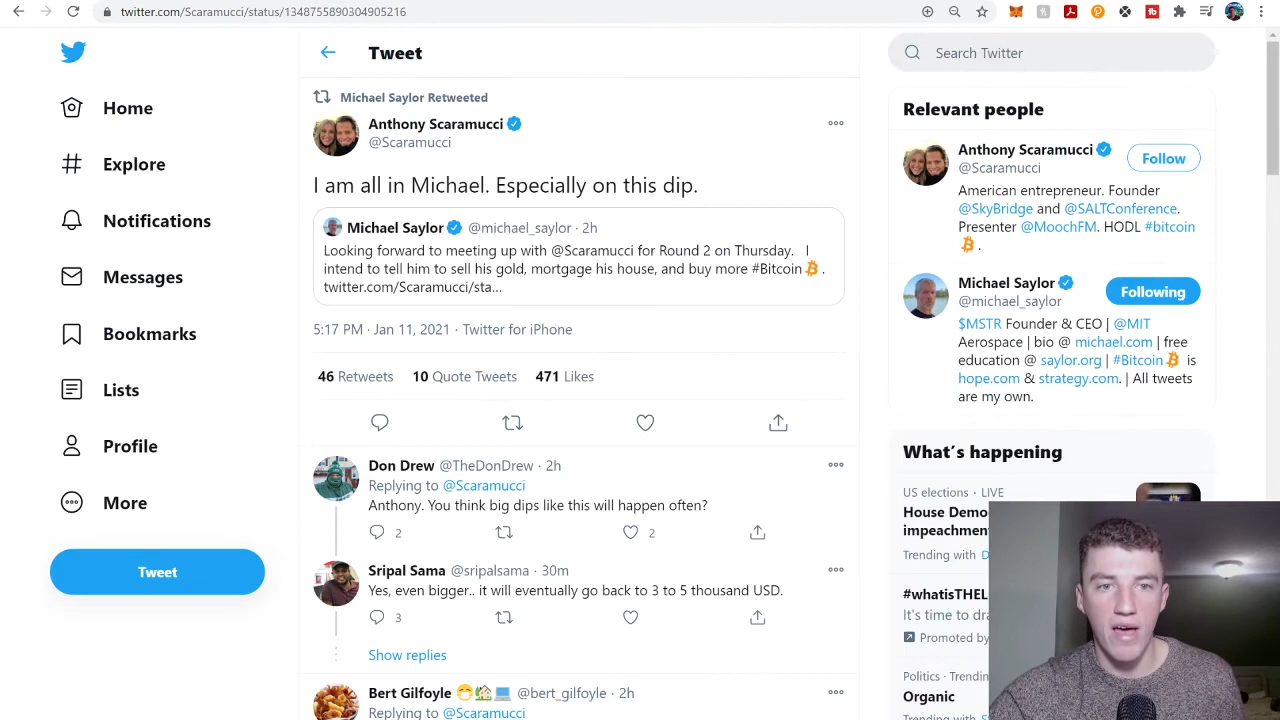 twitter.com/Scaramucci/status/1348755890304905216
Home
Explore
Notifications
Messages
Bookmarks
Lists
Profile
More
Tweet
Tweet
Michael Saylor Retweeted
Anthony Scaramucci
@Scaramucci
I am all in Michael. Especially on this dip.
Michael Saylor @michael_saylor · 2h
Looking forward to meeting up with @Scaramucci for Round 2 on Thursday. I
intend to tell him to sell his gold, mortgage his house, and buy more #Bitcoin .
twitter.com/Scaramucci/sta...
5:17 PM · Jan 11, 2021 · Twitter for iPhone
46 Retweets 10 Quote Tweets 471 Likes
Don Drew @TheDonDrew · 2h
Replying to @Scaramucci
Anthony. You think big dips like this will happen often?
2 2
Sripal Sama @sripalsama · 30m
Yes, even bigger.. it will eventually go back to 3 to 5 thousand USD.
3
Show replies
Bert Gilfoyle 😷🏡💻 @bert_gilfoyle · 2h
Replying to @Scaramucci
Search Twitter
Relevant people
Anthony Scaramucci
@Scaramucci
Follow
American entrepreneur. Founder
@SkyBridge and @SALTConference.
Presenter @MoochFM. HODL #bitcoin
.
Michael Saylor
@michael_saylor
Following
$MSTR Founder & CEO | @MIT
Aerospace | bio @ michael.com | free
education @ saylor.org | #Bitcoin is
hope.com & strategy.com. | All tweets
are my own.
What's happening
US elections · LIVE
House Demo
impeachmen
Trending with
#whatisTHEL
It's time to dra
Promoted by
Politics · Trendin
Organic